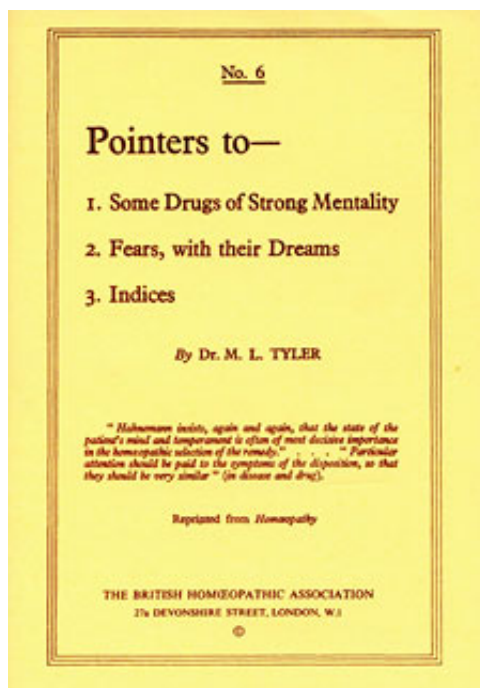 No. 6
Pointers to—
1. Some Drugs of Strong Mentality
2. Fears, with their Dreams
3. Indices
By Dr. M. L. TYLER
" Hahnemann insists, again and again, that the state of the
patient's mind and temperament is often of most decisive importance
in the homœopathic selection of the remedy." . . . " Particular
attention should be paid to the symptoms of the disposition, so that
they should be very similar " (in disease and drug).
Reprinted from Homœopathy
THE BRITISH HOMŒOPATHIC ASSOCIATION
27a DEVONSHIRE STREET, LONDON, W.1
©